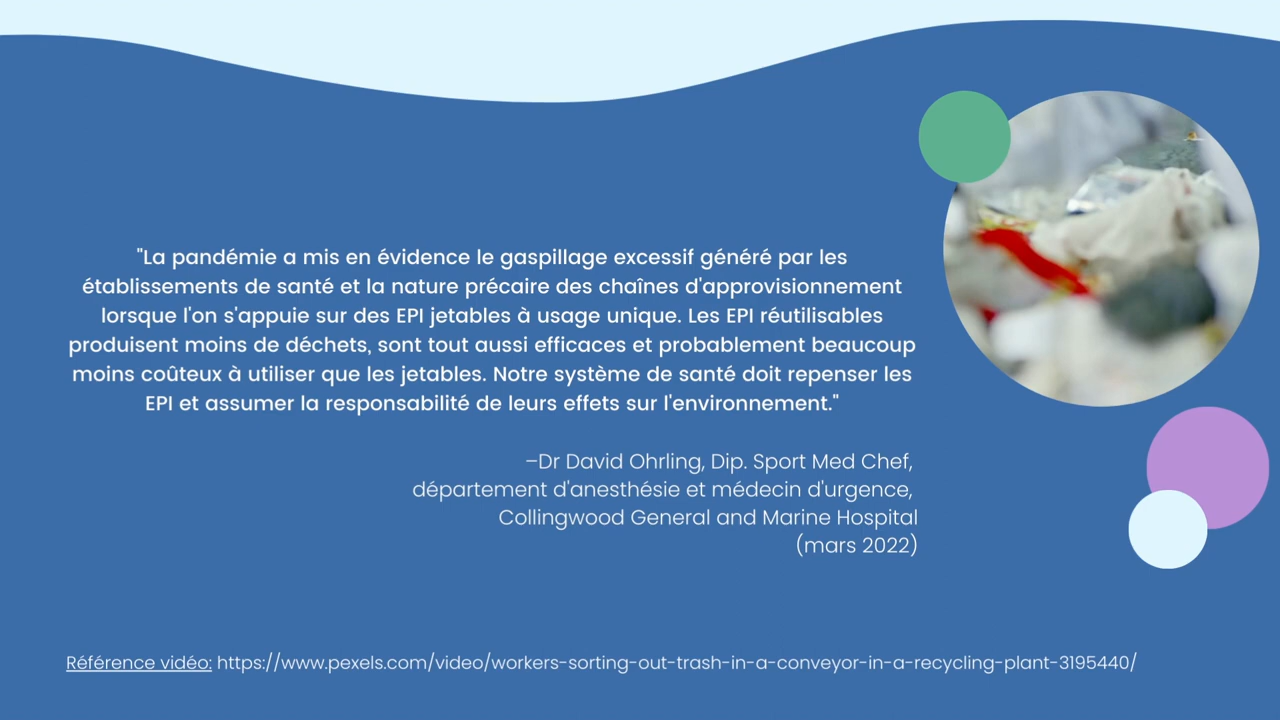 "La pandémie a mis en évidence le gaspillage excessif généré par les
établissements de santé et la nature précaire des chaînes d'approvisionnement
lorsque l'on s'appuie sur des EPI jetables à usage unique. Les EPI réutilisables
produisent moins de déchets, sont tout aussi efficaces et probablement beaucoup
moins coûteux à utiliser que les jetables. Notre système de santé doit repenser les
EPI et assumer la responsabilité de leurs effets sur l'environnement."
–Dr David Ohrling, Dip. Sport Med Chef,
département d'anesthésie et médecin d'urgence,
Collingwood General and Marine Hospital
(mars 2022)
Référence vidéo: https://www.pexels.com/video/workers-sorting-out-trash-in-a-conveyor-in-a-recycling-plant-3195440/